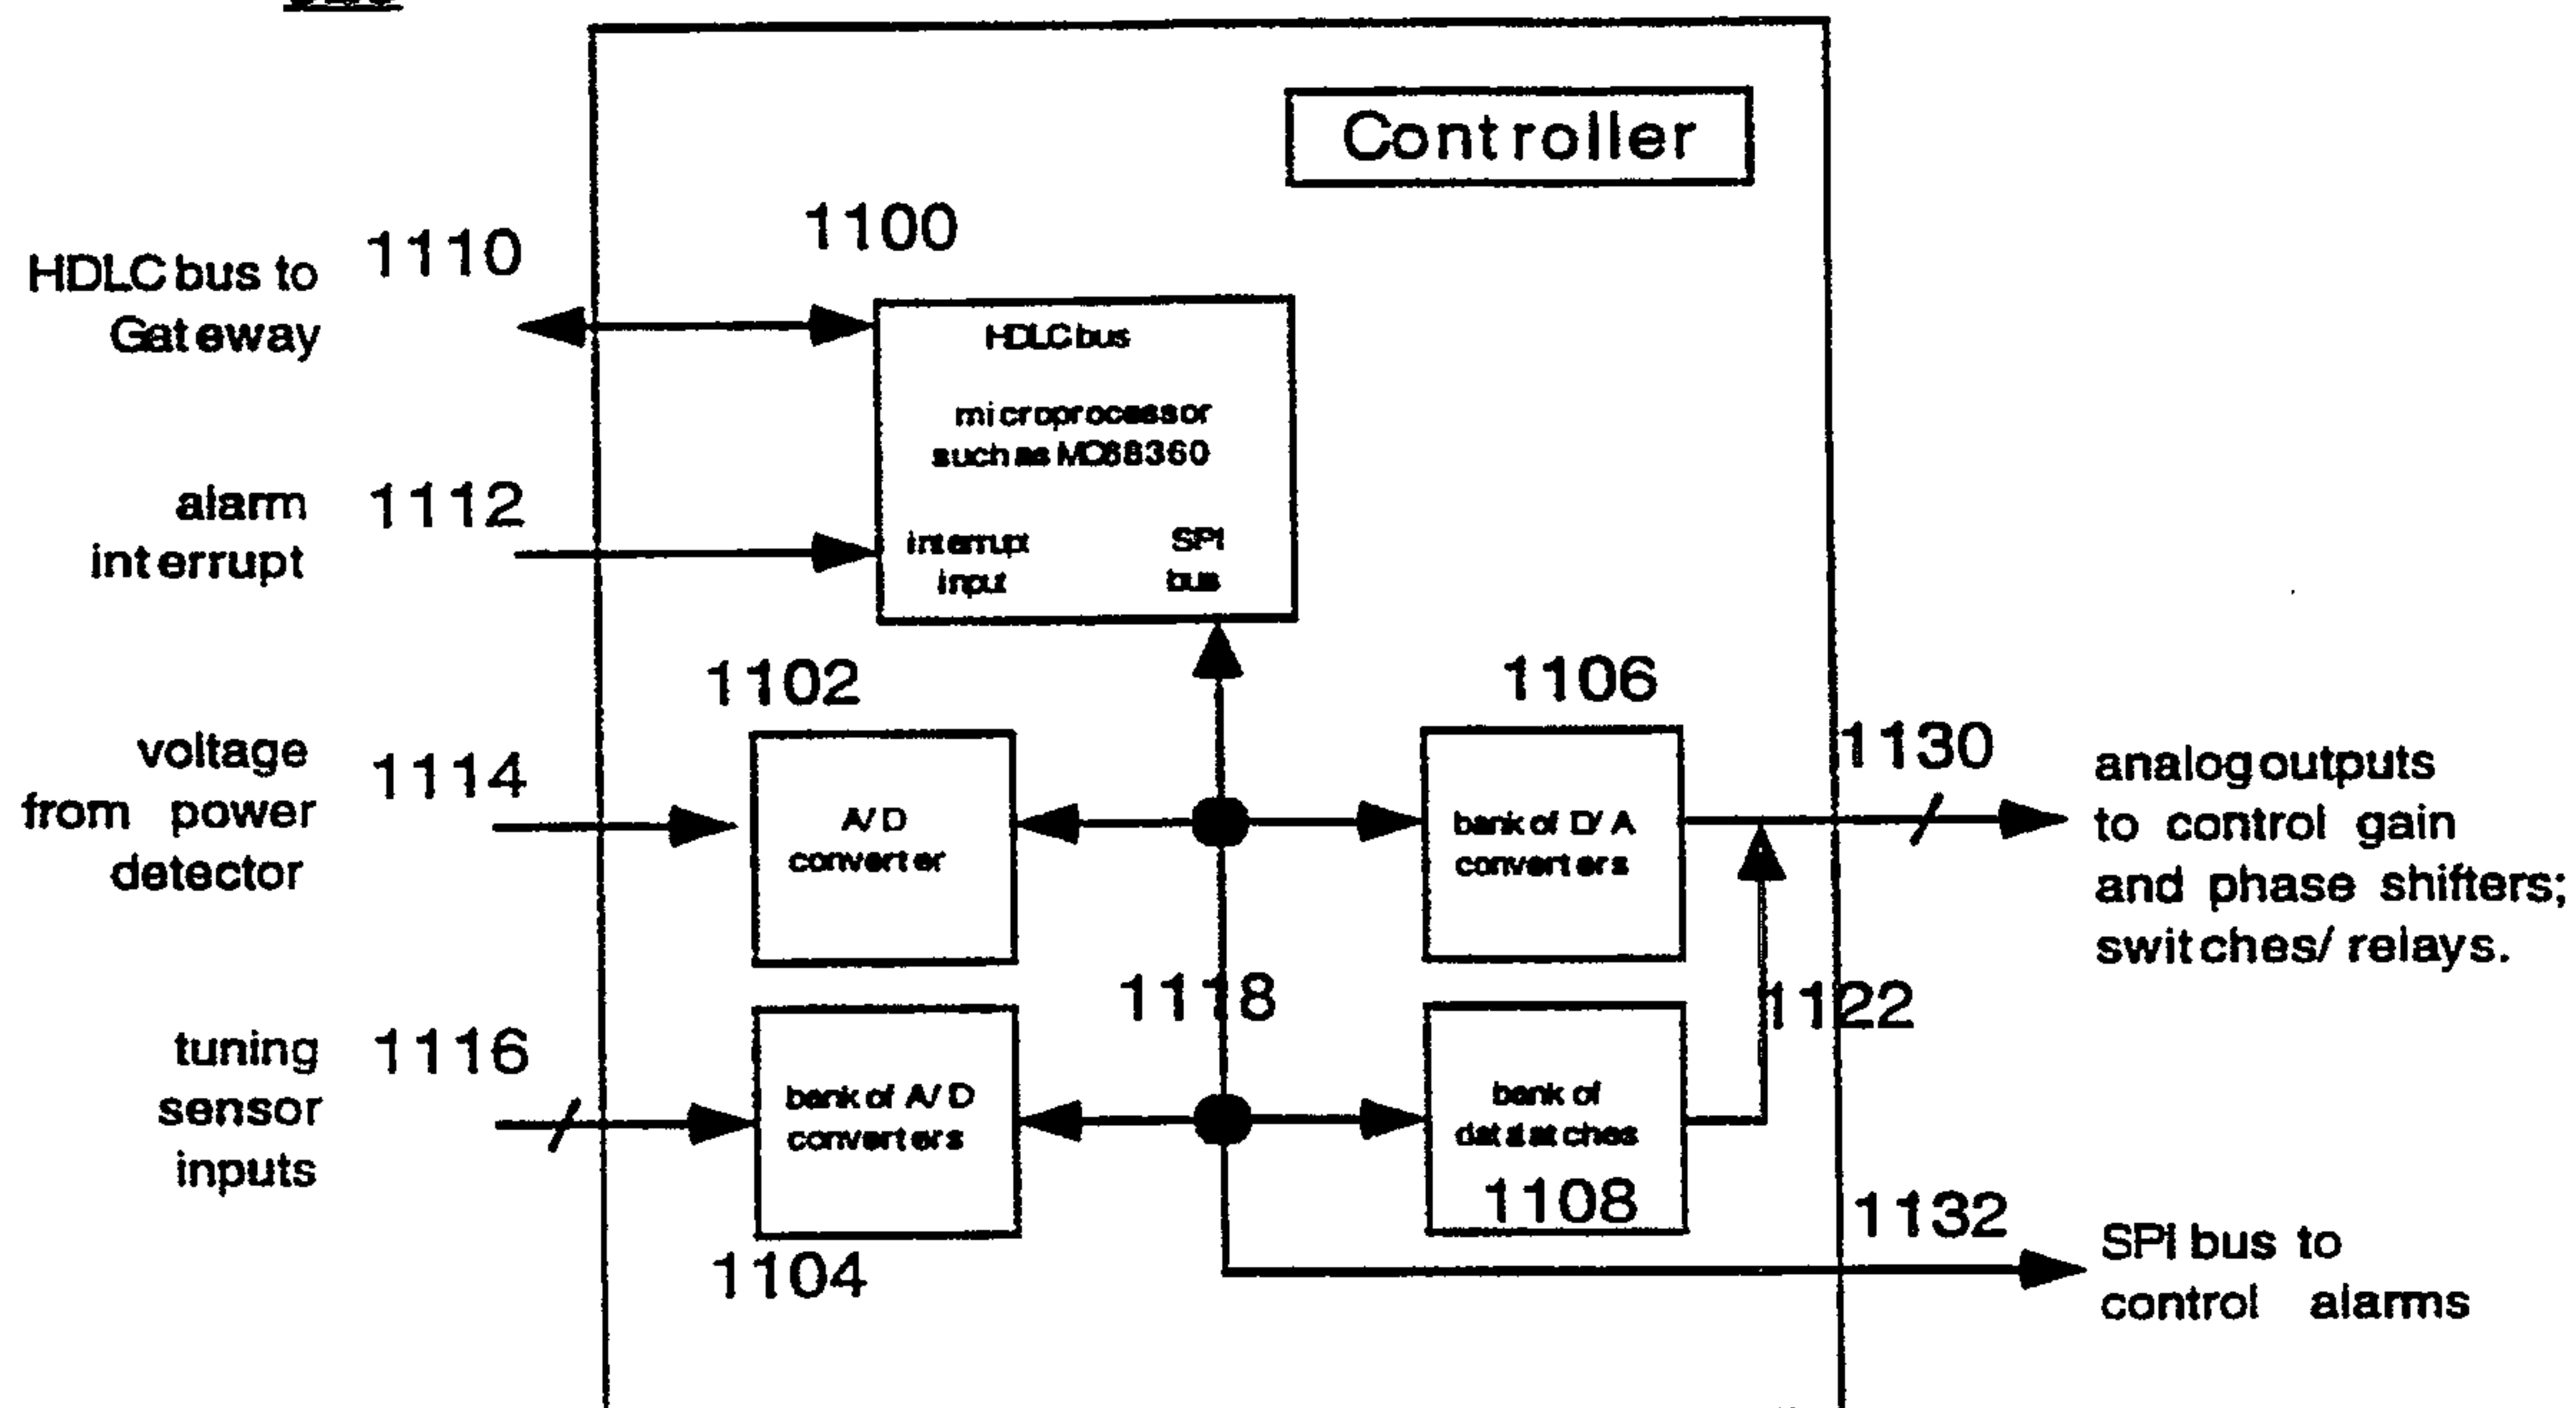 Controller
1100
HDLC bus to
Gateway
1110
HDLC bus
microprocessor
such as MC68360
interrupt
input
SPI
bus
alarm
interrupt
1112
1102
1106
voltage
from power
detector
1114
A/D
converter
bank of D/A
converters
1130
analog outputs
to control gain
and phase shifters;
switches/relays.
1118
1122
tuning
sensor
inputs
1116
bank of A/D
converters
1104
bank of
data latches
1108
1132
SPI bus to
control alarms